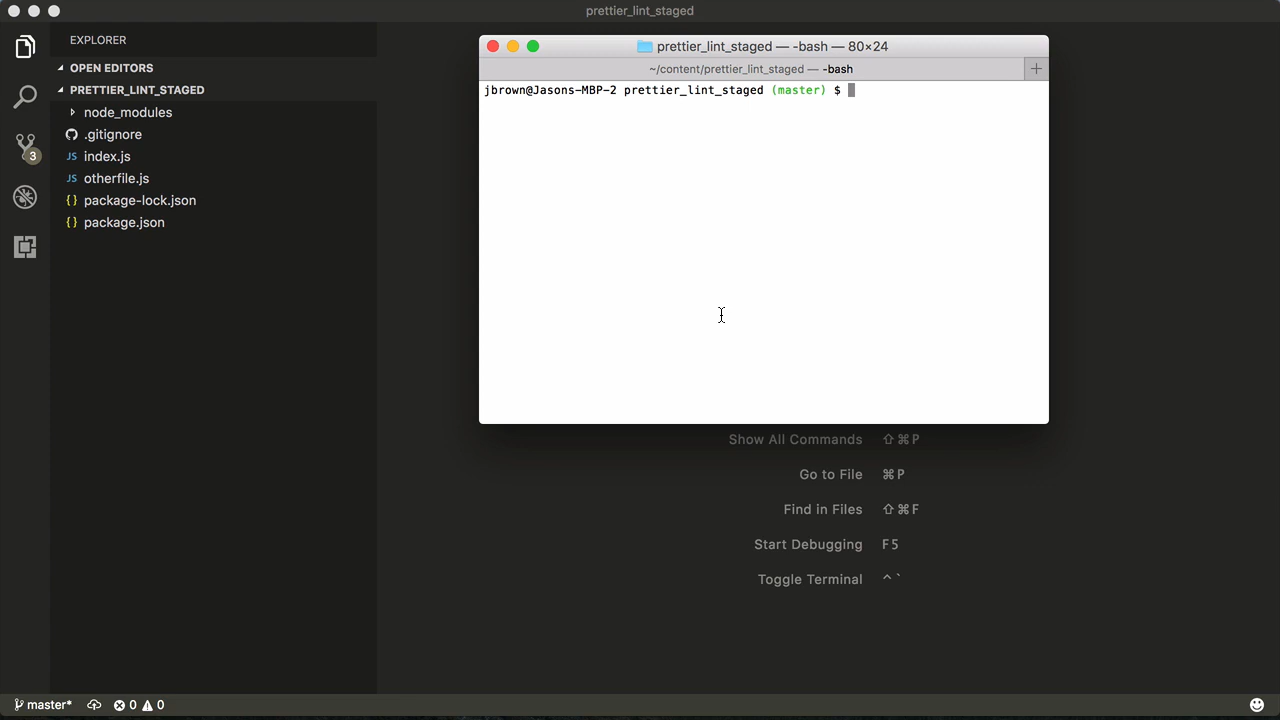 prettier_lint_staged
EXPLORER
OPEN EDITORS
PRETTIER_LINT_STAGED
node_modules
.gitignore
JS index.js
JS otherfile.js
{} package-lock.json
{} package.json
3
prettier_lint_staged — -bash — 80×24
~/content/prettier_lint_staged — -bash
+
jbrown@Jasons-MBP-2 prettier_lint_staged (master) $
Show All Commands ⇧⌘P
Go to File ⌘P
Find in Files ⇧⌘F
Start Debugging F5
Toggle Terminal ^`
master* 0 0